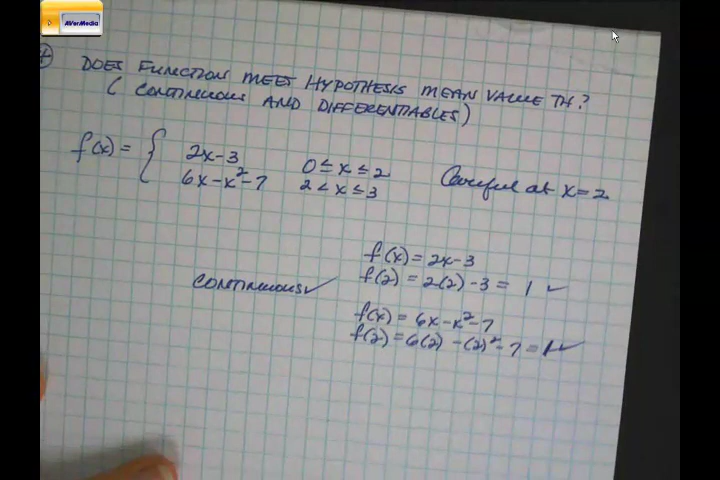 AVerMedia
DOES FUNCTION MEET HYPOTHESIS MEAN VALUE TH?
( CONTINUOUS AND DIFFERENTIABLES)
f(x) = { 2x-3 0 ≤ x ≤ 2
6x-x²-7 2 < x ≤ 3
Careful at x = 2
f(x) = 2x-3
f(2) = 2(2) -3 = 1 ✓
CONTINUOUS ✓
f(x) = 6x-x²-7
f(2) = 6(2) -(2)²-7 = 1 ✓